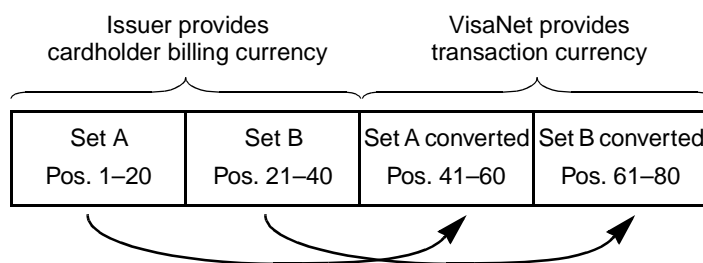 Issuer provides
cardholder billing currency
VisaNet provides
transaction currency
Set A
Pos. 1–20
Set B
Pos. 21–40
Set A converted
Pos. 41–60
Set B converted
Pos. 61–80